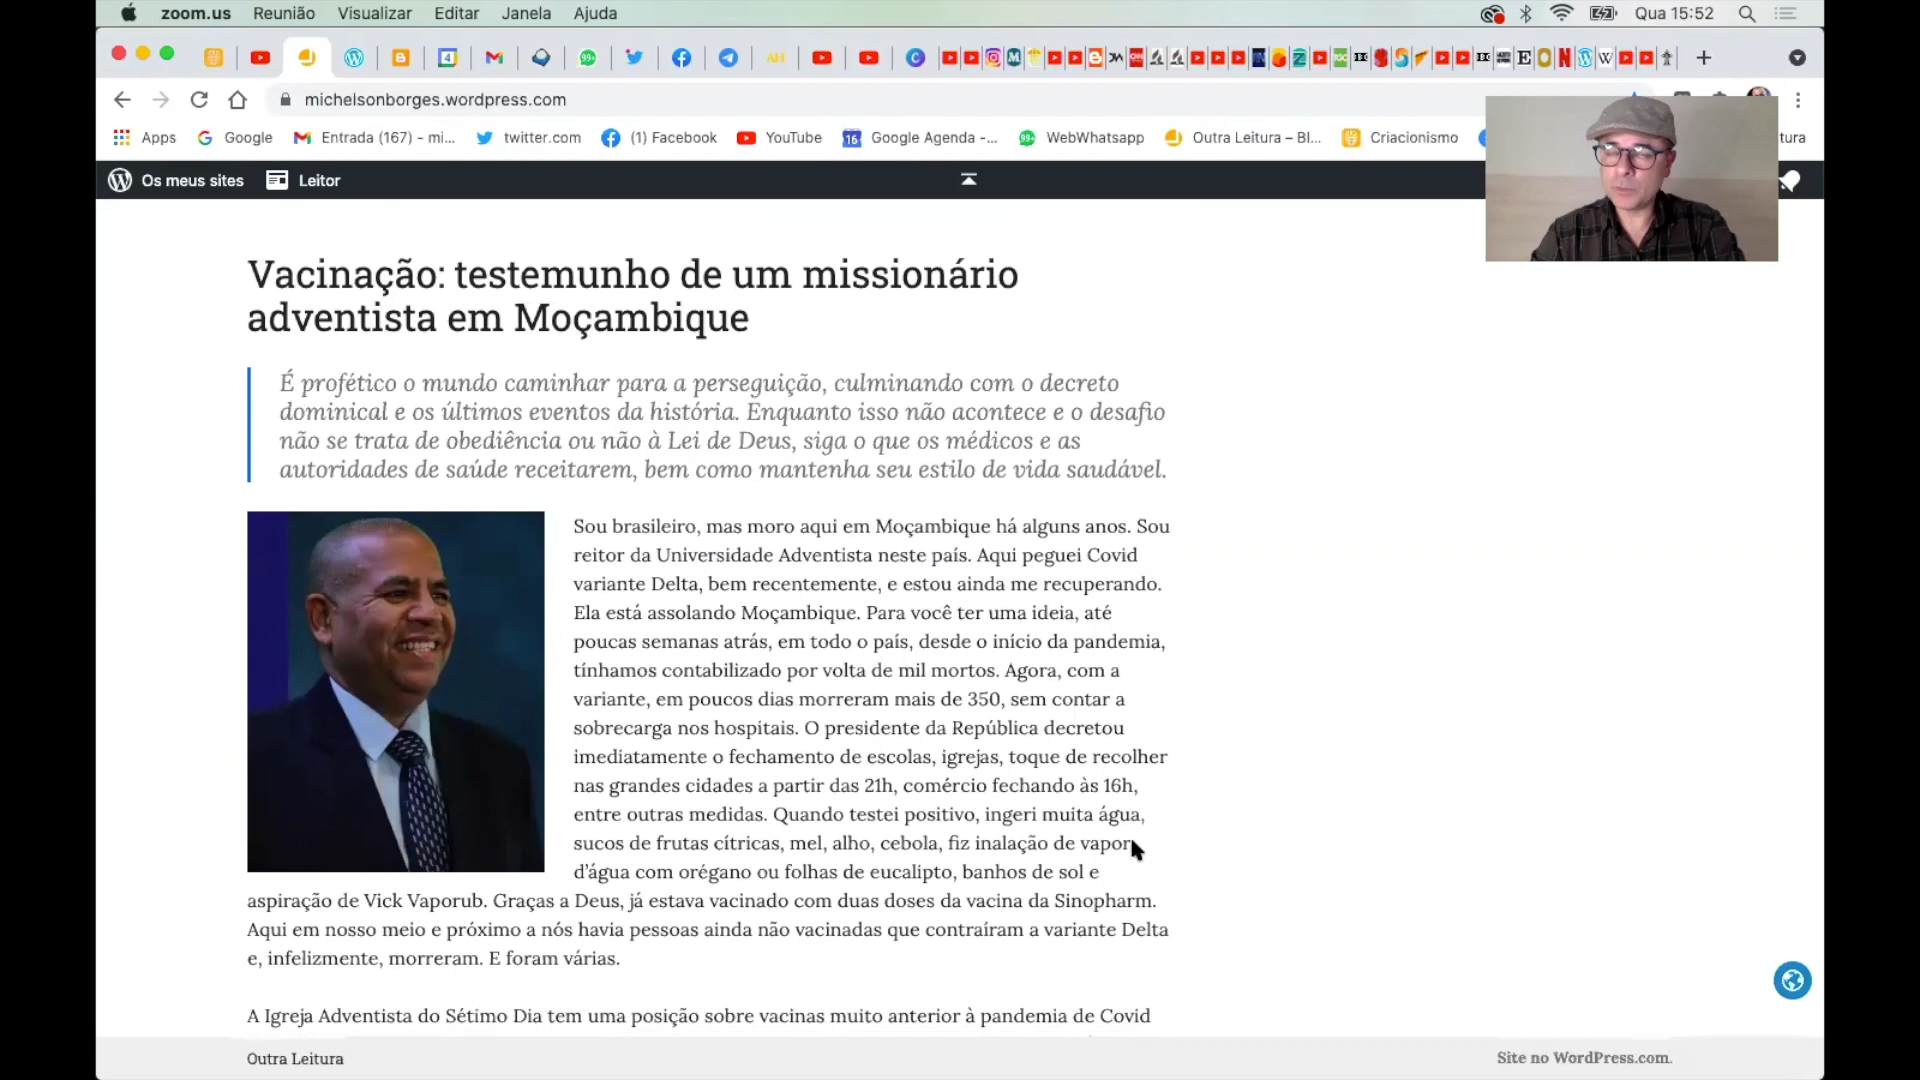 zoom.us Reunião Visualizar Editar Janela Ajuda Qua 15:52
michelsonborges.wordpress.com
Apps Google Entrada (167) - mi... twitter.com (1) Facebook YouTube Google Agenda -... WebWhatsapp Outra Leitura – Bl... Criacionismo
Os meus sites Leitor
Vacinação: testemunho de um missionário
adventista em Moçambique
É profético o mundo caminhar para a perseguição, culminando com o decreto
dominical e os últimos eventos da história. Enquanto isso não acontece e o desafio
não se trata de obediência ou não à Lei de Deus, siga o que os médicos e as
autoridades de saúde receitarem, bem como mantenha seu estilo de vida saudável.
Sou brasileiro, mas moro aqui em Moçambique há alguns anos. Sou
reitor da Universidade Adventista neste país. Aqui peguei Covid
variante Delta, bem recentemente, e estou ainda me recuperando.
Ela está assolando Moçambique. Para você ter uma ideia, até
poucas semanas atrás, em todo o país, desde o início da pandemia,
tínhamos contabilizado por volta de mil mortos. Agora, com a
variante, em poucos dias morreram mais de 350, sem contar a
sobrecarga nos hospitais. O presidente da República decretou
imediatamente o fechamento de escolas, igrejas, toque de recolher
nas grandes cidades a partir das 21h, comércio fechando às 16h,
entre outras medidas. Quando testei positivo, ingeri muita água,
sucos de frutas cítricas, mel, alho, cebola, fiz inalação de vapor
d'água com orégano ou folhas de eucalipto, banhos de sol e
aspiração de Vick Vaporub. Graças a Deus, já estava vacinado com duas doses da vacina da Sinopharm.
Aqui em nosso meio e próximo a nós havia pessoas ainda não vacinadas que contraíram a variante Delta
e, infelizmente, morreram. E foram várias.
A Igreja Adventista do Sétimo Dia tem uma posição sobre vacinas muito anterior à pandemia de Covid
Outra Leitura Site no WordPress.com.